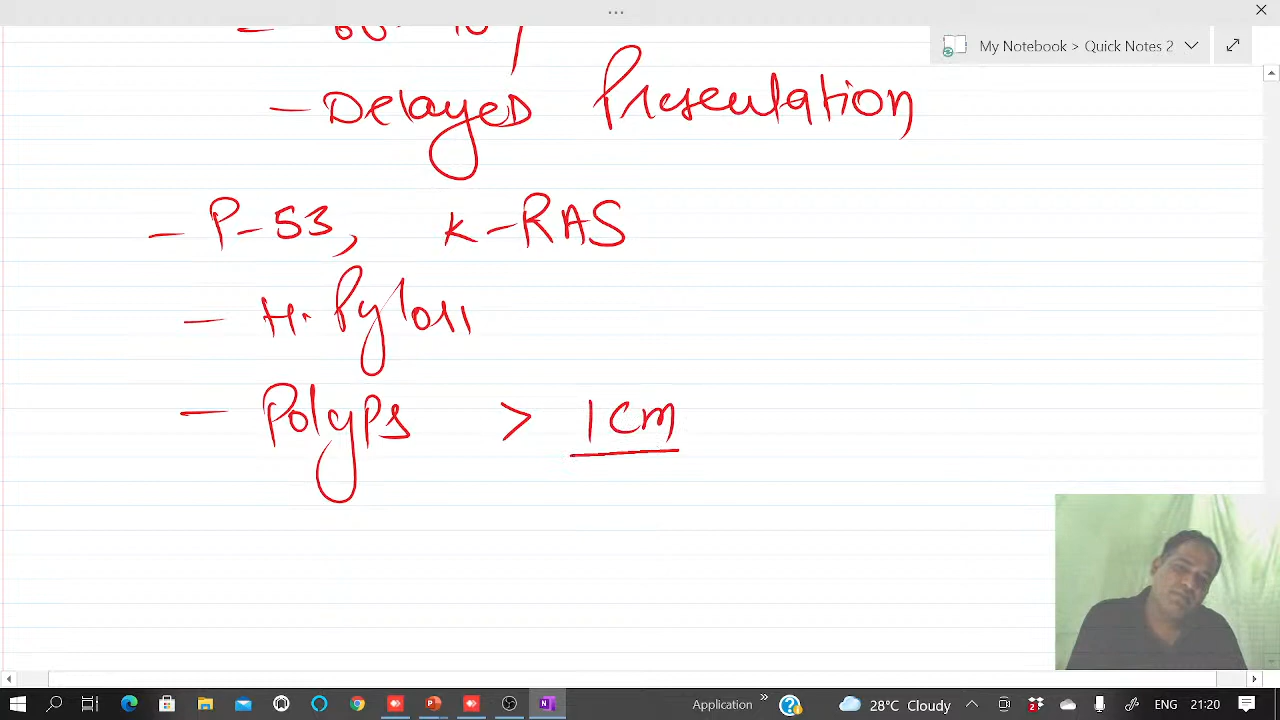 ...
My Notebook > Quick Notes 2
- Delayed Presentation
- P-53, K-RAS
- H. Pylori
- Polyps > 1cm
Application
28°C Cloudy
ENG
21:20